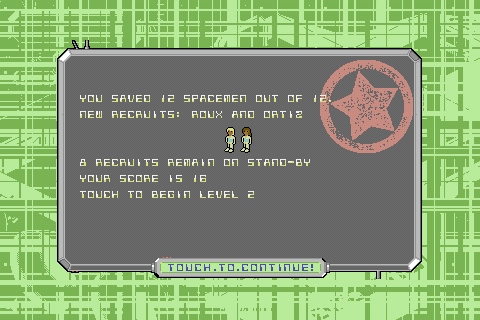 YOU SAVED 12 SPACEMEN OUT OF 12.
NEW RECRUITS: ROUX AND ORTIZ
8 RECRUITS REMAIN ON STAND-BY
YOUR SCORE IS 16
TOUCH TO BEGIN LEVEL 2
TOUCH.TO.CONTINUE!